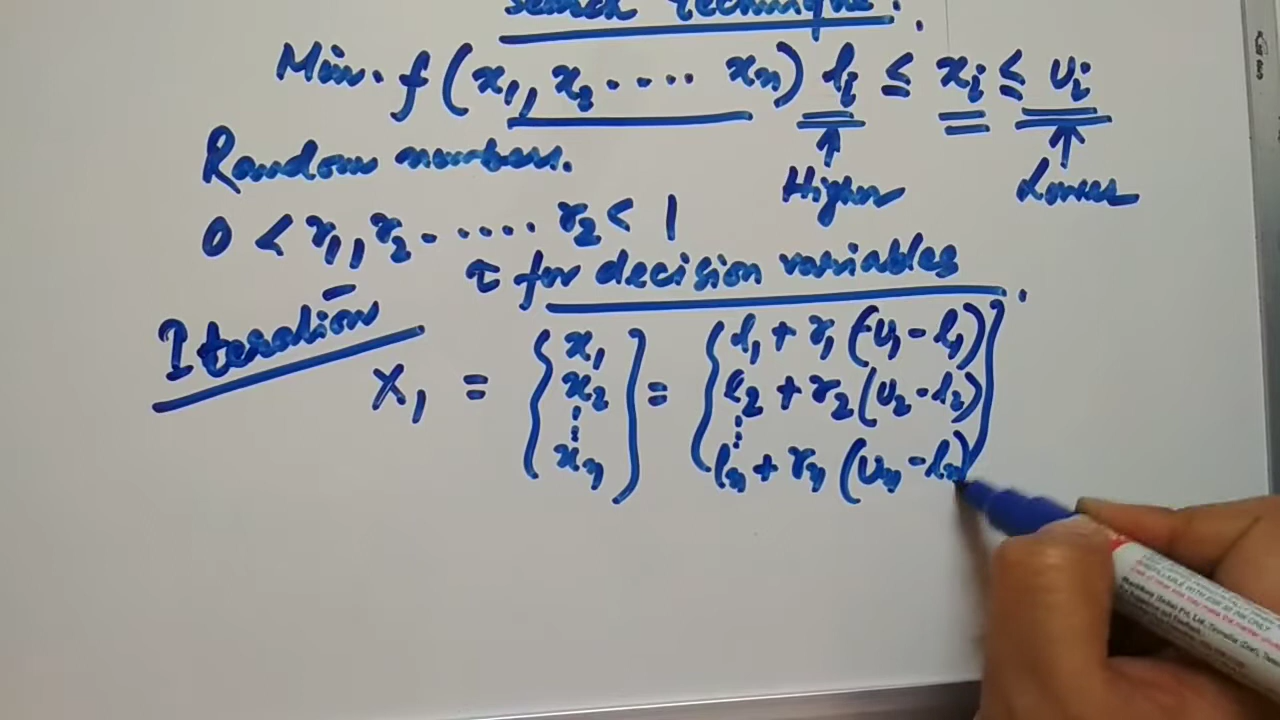 Search technique.
Min. f(x₁, x₂ ..... xₙ) lᵢ ≤ xᵢ ≤ uᵢ
Random numbers. Higher Lower
0 < r₁, r₂ ..... r₂ < 1
τ for decision variables.
Iteration
X₁ = {x₁ x₂ ⋮ xₙ} = {l₁ + r₁ (u₁ - l₁)
l₂ + r₂ (u₂ - l₂)
⋮
lₙ + rₙ (uₙ - lₙ)}